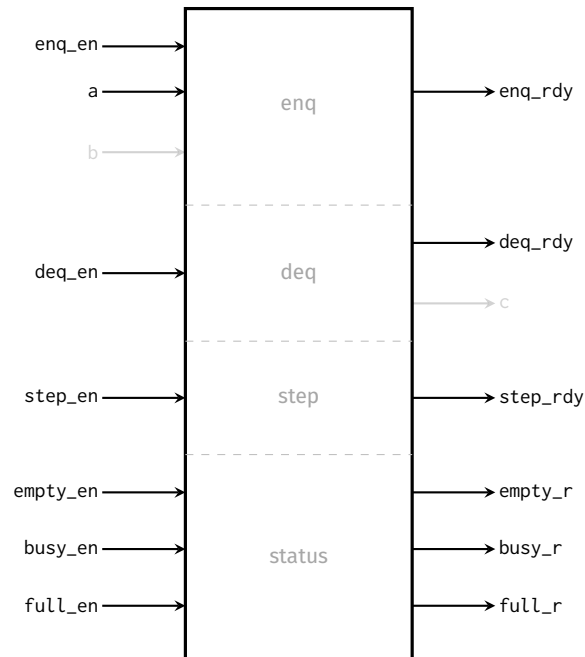 enq_en
a
enq
enq_rdy
b
deq_en
deq
deq_rdy
c
step_en
step
step_rdy
empty_en
empty_r
busy_en
status
busy_r
full_en
full_r